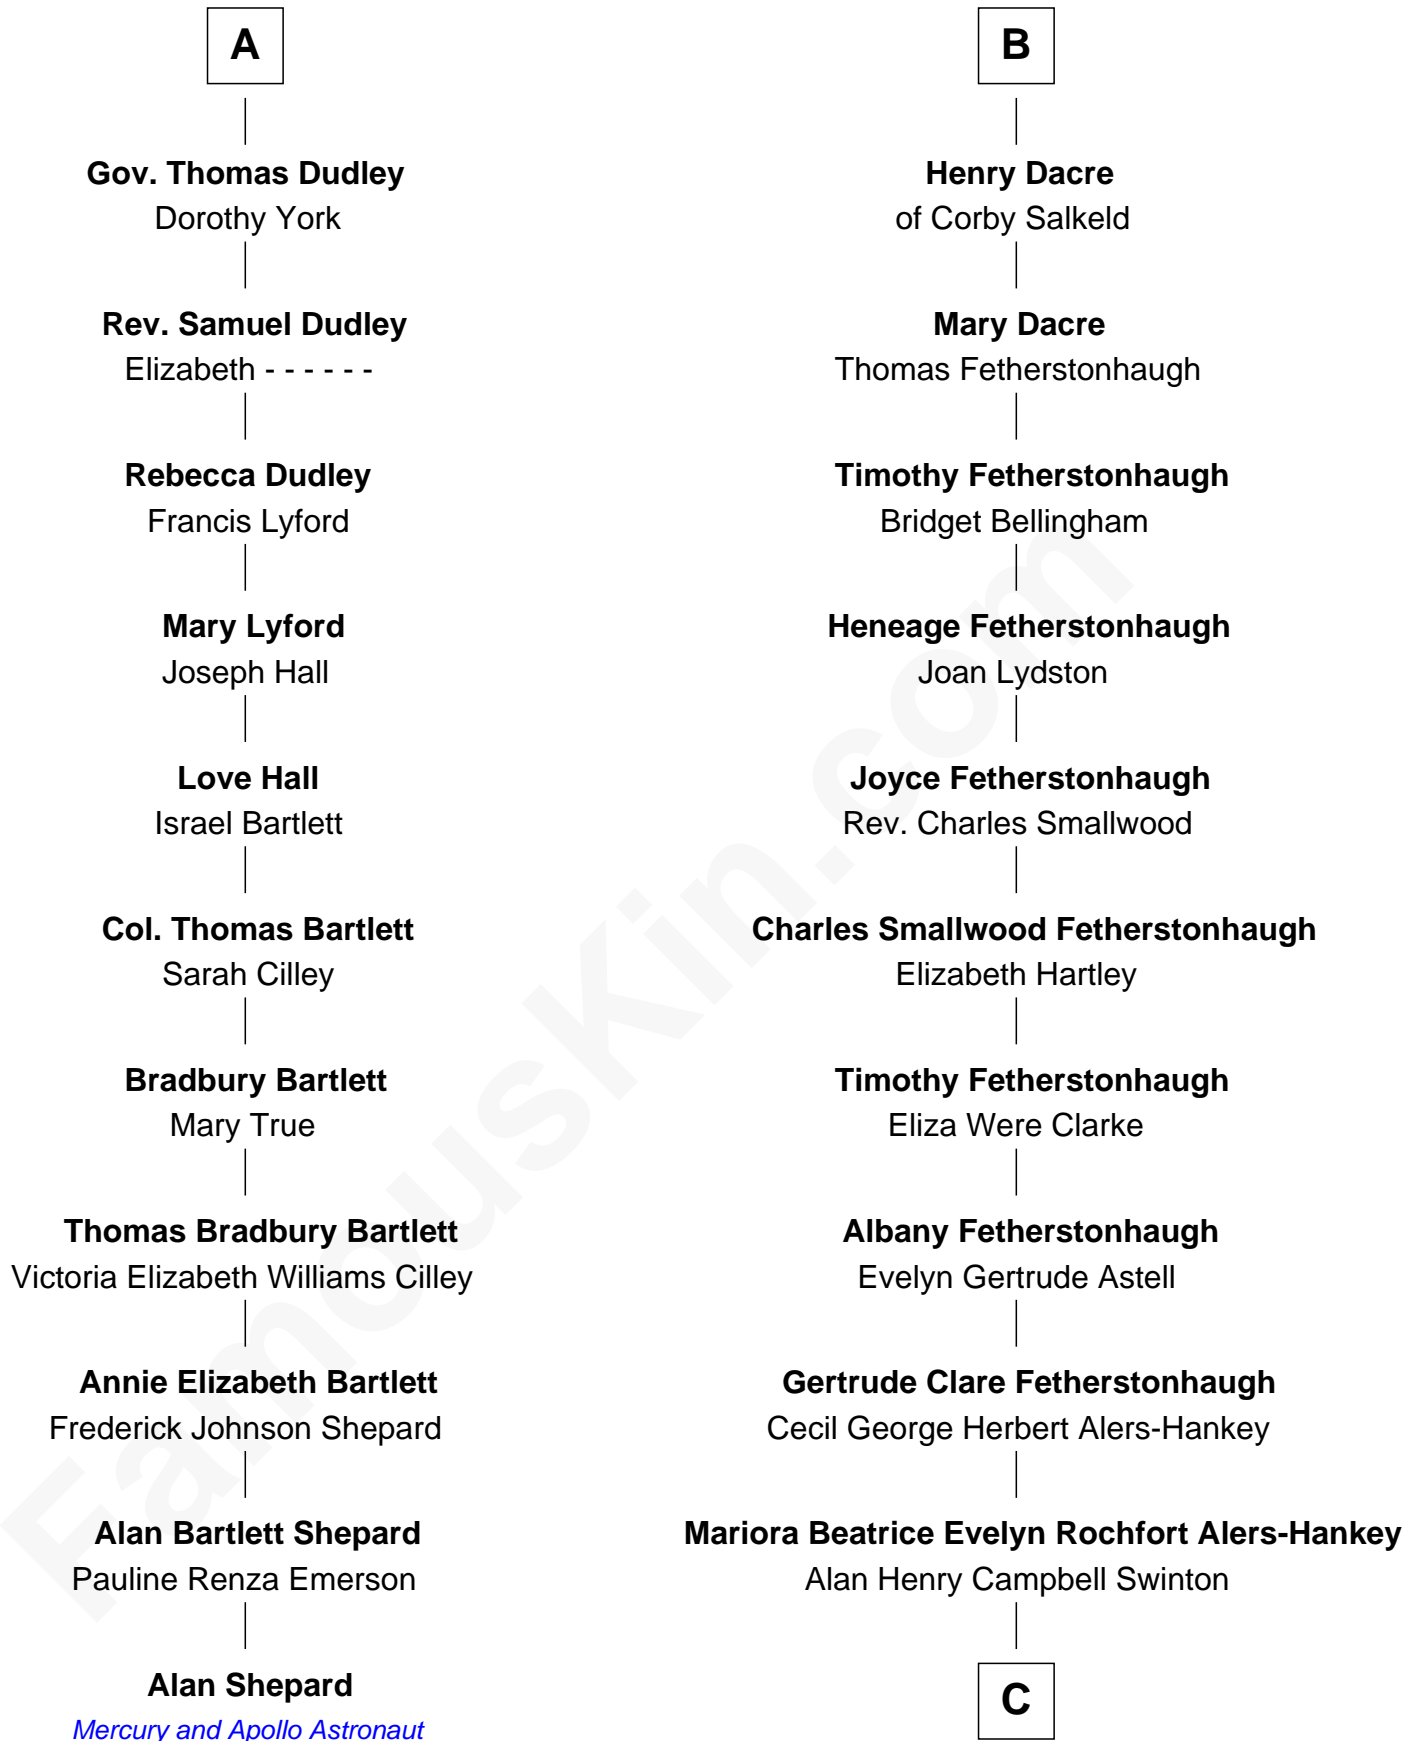 A
Gov. Thomas Dudley
Dorothy York
Rev. Samuel Dudley
Elizabeth - - - - - -
Rebecca Dudley
Francis Lyford
Mary Lyford
Joseph Hall
Love Hall
Israel Bartlett
Col. Thomas Bartlett
Sarah Cilley
Bradbury Bartlett
Mary True
Thomas Bradbury Bartlett
Victoria Elizabeth Williams Cilley
Annie Elizabeth Bartlett
Frederick Johnson Shepard
Alan Bartlett Shepard
Pauline Renza Emerson
Alan Shepard
Mercury and Apollo Astronaut
B
Henry Dacre
of Corby Salkeld
Mary Dacre
Thomas Fetherstonhaugh
Timothy Fetherstonhaugh
Bridget Bellingham
Heneage Fetherstonhaugh
Joan Lydston
Joyce Fetherstonhaugh
Rev. Charles Smallwood
Charles Smallwood Fetherstonhaugh
Elizabeth Hartley
Timothy Fetherstonhaugh
Eliza Were Clarke
Albany Fetherstonhaugh
Evelyn Gertrude Astell
Gertrude Clare Fetherstonhaugh
Cecil George Herbert Alers-Hankey
Mariora Beatrice Evelyn Rochfort Alers-Hankey
Alan Henry Campbell Swinton
C
FamousKin.com